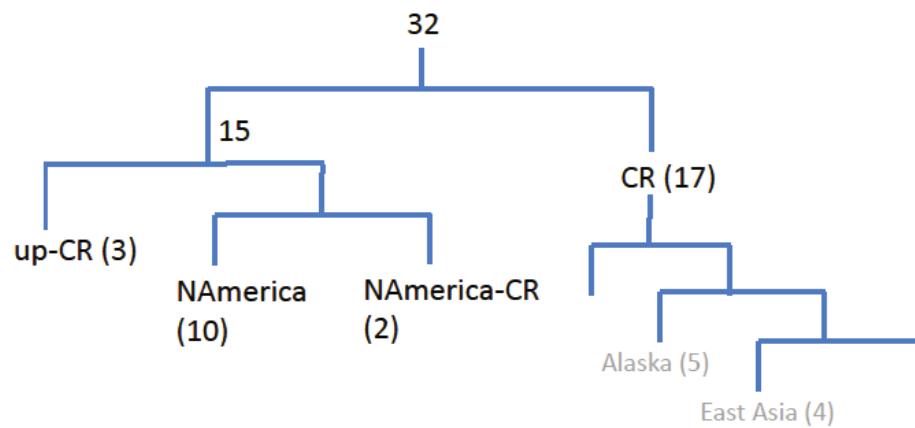 32
15
CR (17)
up-CR (3)
NAmerica
(10)
NAmerica-CR
(2)
Alaska (5)
East Asia (4)